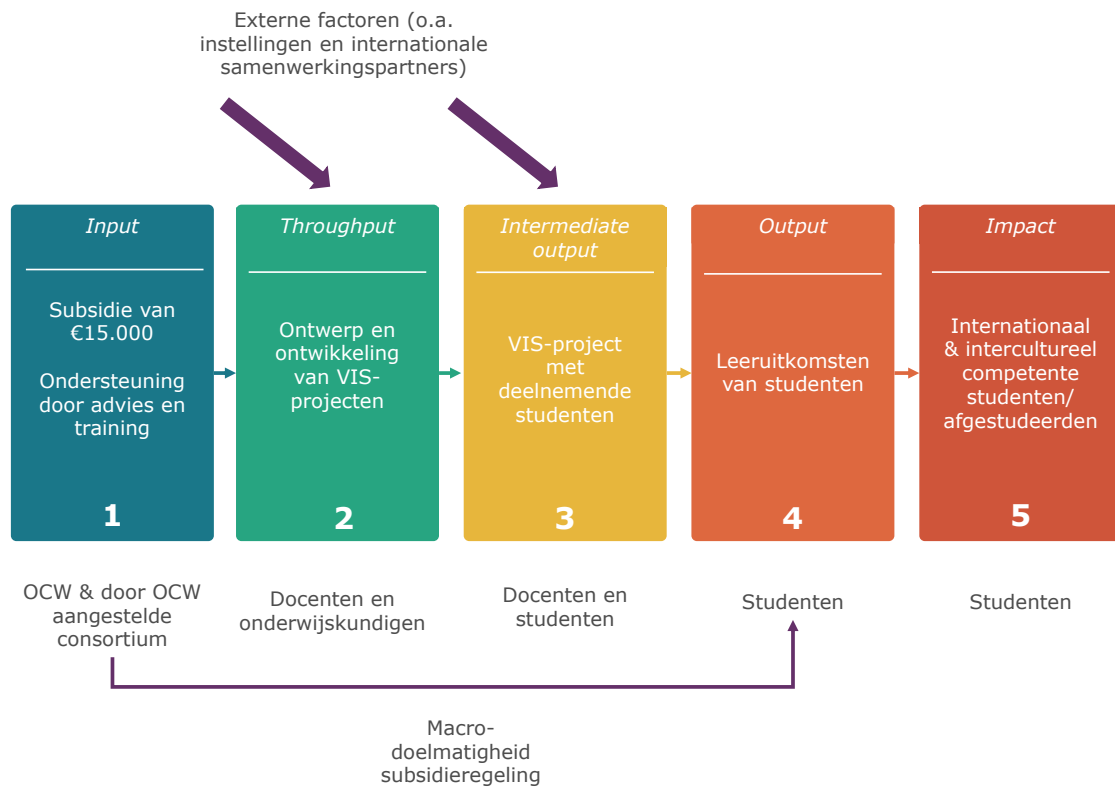 Externe factoren (o.a.
instellingen en internationale
samenwerkingspartners)
Input
Subsidie van
€15.000
Ondersteuning
door advies en
training
1
Throughput
Ontwerp en
ontwikkeling
van VIS-
projecten
2
Intermediate
output
VIS-project
met
deelnemende
studenten
3
Output
Leeruitkomsten
van studenten
4
Impact
Internationaal
& intercultureel
competente
studenten/
afgestudeerden
5
OCW & door OCW
aangestelde
consortium
Docenten en
onderwijskundigen
Docenten en
studenten
Studenten
Studenten
Macro-
doelmatigheid
subsidieregeling